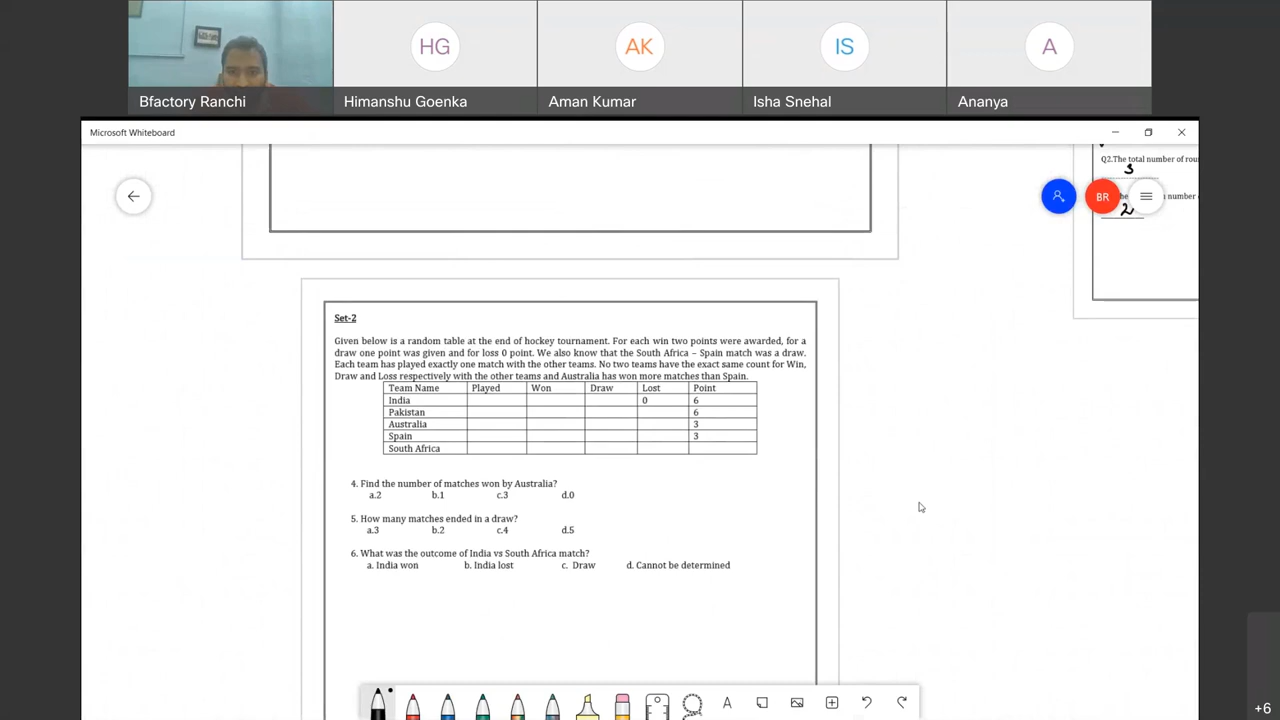 HG
AK
IS
A
Bfactory Ranchi
Himanshu Goenka
Aman Kumar
Isha Snehal
Ananya
Microsoft Whiteboard
BR
Q2.The total number of
3
number
2
Set-2
Given below is a random table at the end of hockey tournament. For each win two points were awarded, for a
draw one point was given and for loss 0 point. We also know that the South Africa – Spain match was a draw.
Each team has played exactly one match with the other teams. No two teams have the exact same count for Win,
Draw and Loss respectively with the other teams and Australia has won more matches than Spain.
Team Name Played Won Draw Lost Point
India 0 6
Pakistan 6
Australia 3
Spain 3
South Africa
4. Find the number of matches won by Australia?
a.2 b.1 c.3 d.0
5. How many matches ended in a draw?
a.3 b.2 c.4 d.5
6. What was the outcome of India vs South Africa match?
a. India won b. India lost c. Draw d. Cannot be determined
A
+6